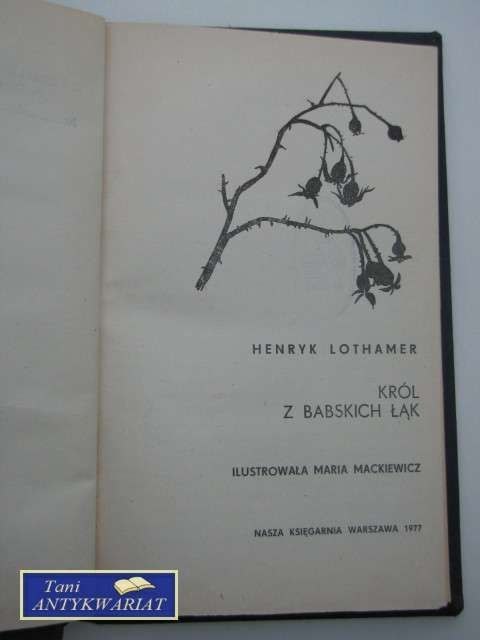 HENRYK LOTHAMER
KRÓL
Z BABSKICH ŁĄK
ILUSTROWAŁA MARIA MACKIEWICZ
NASZA KSIĘGARNIA WARSZAWA 1977
Tani
ANTYKWARIAT